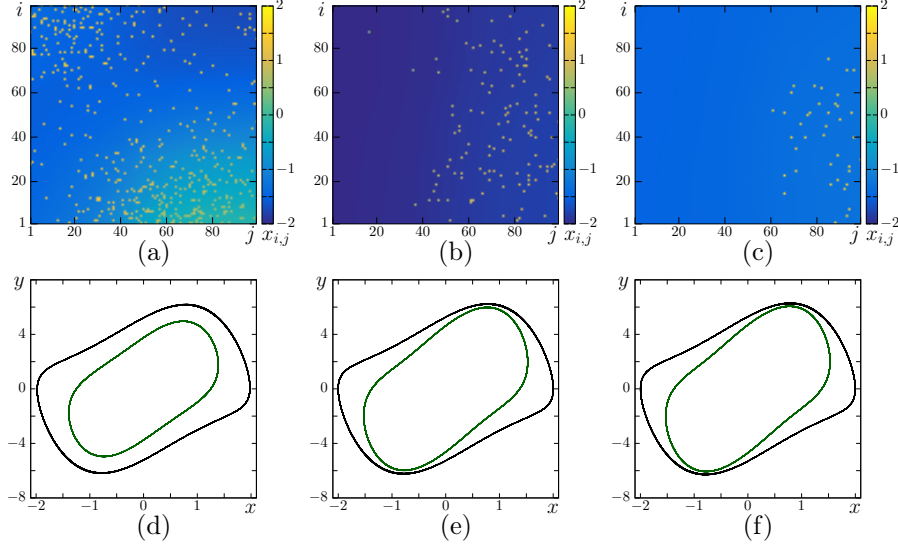 i 80 60 40 20 1
1 20 40 60 80 j
2 1 0 −1 −2 x_{i,j}
(a)
i 80 60 40 20 1
1 20 40 60 80 j
2 1 0 −1 −2 x_{i,j}
(b)
i 80 60 40 20 1
1 20 40 60 80 j
2 1 0 −1 −2 x_{i,j}
(c)
y 4 0 −4 −8
−2 −1 0 1 x
(d)
y 4 0 −4 −8
−2 −1 0 1 x
(e)
y 4 0 −4 −8
−2 −1 0 1 x
(f)